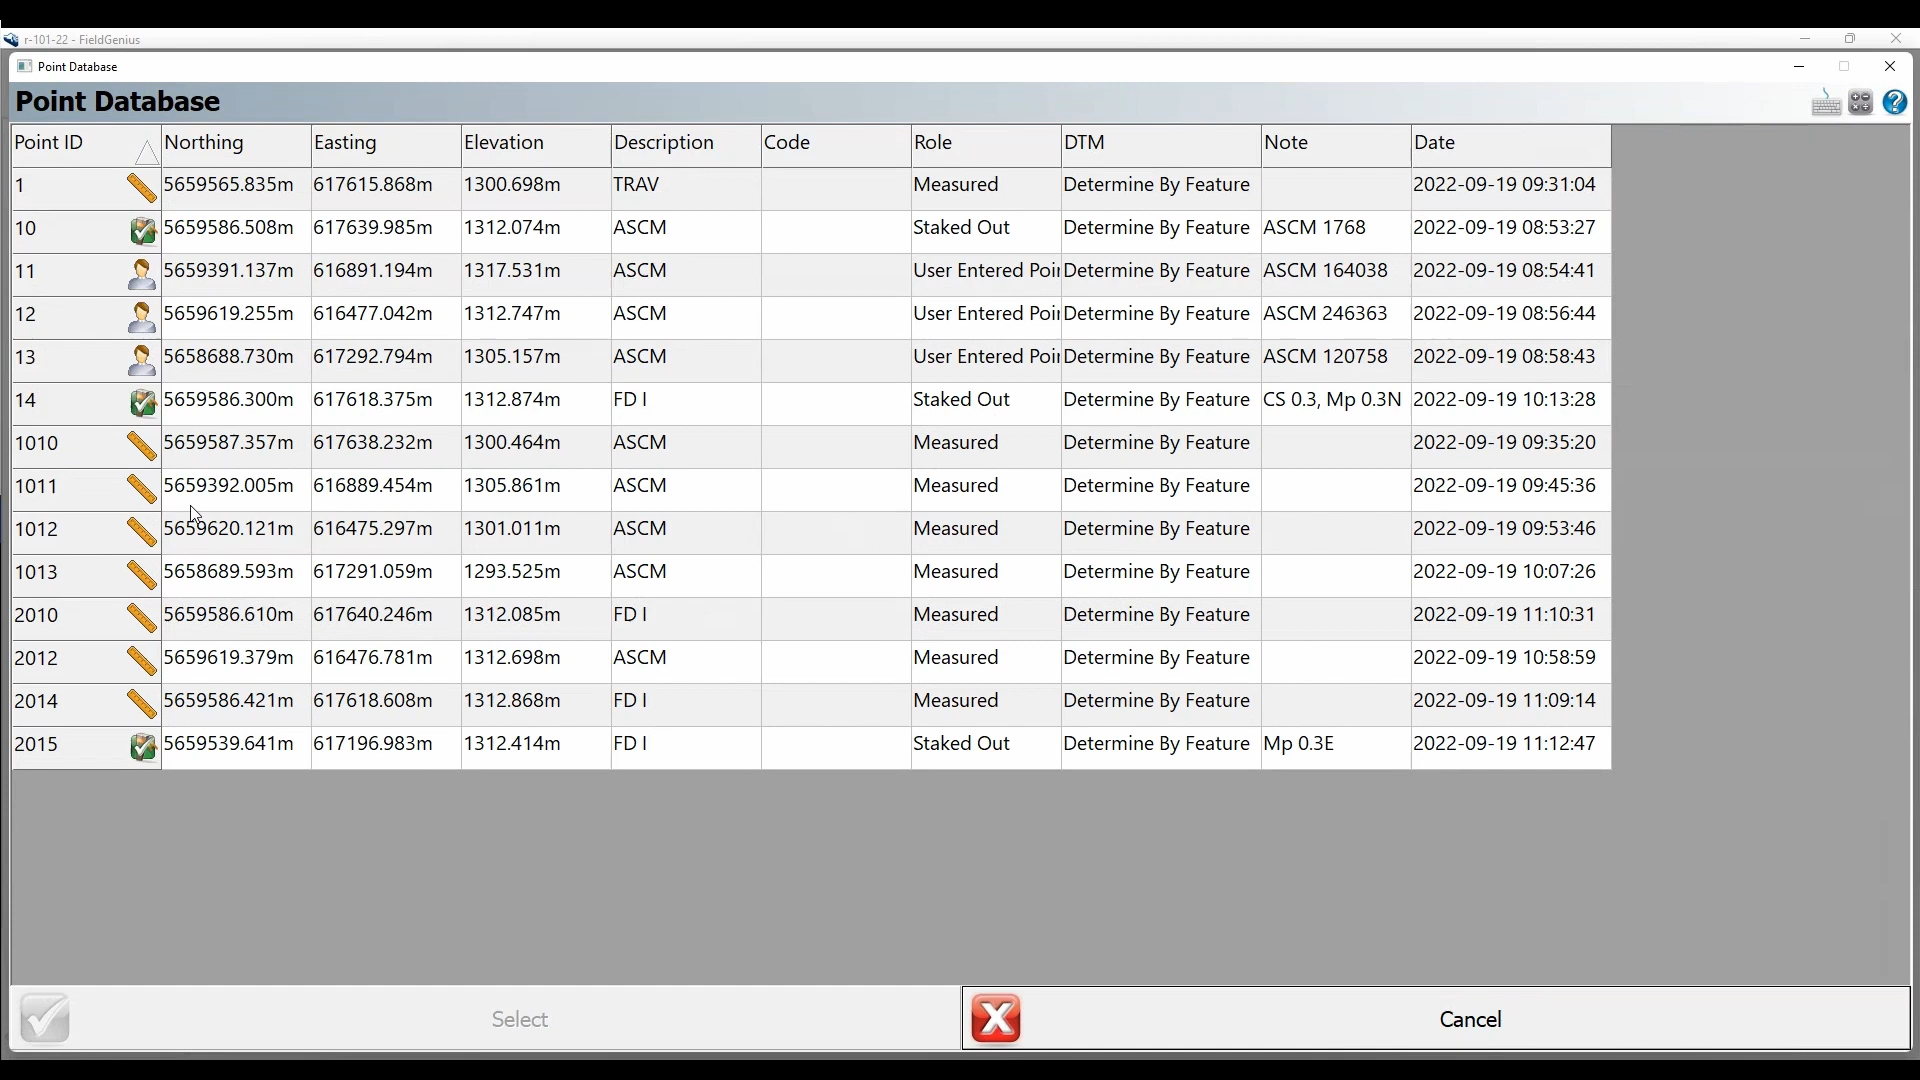 r-101-22 - FieldGenius
Point Database
Point Database
Point ID Northing Easting Elevation Description Code Role DTM Note Date
1 5659565.835m 617615.868m 1300.698m TRAV Measured Determine By Feature 2022-09-19 09:31:04
10 5659586.508m 617639.985m 1312.074m ASCM Staked Out Determine By Feature ASCM 1768 2022-09-19 08:53:27
11 5659391.137m 616891.194m 1317.531m ASCM User Entered Poi Determine By Feature ASCM 164038 2022-09-19 08:54:41
12 5659619.255m 616477.042m 1312.747m ASCM User Entered Poi Determine By Feature ASCM 246363 2022-09-19 08:56:44
13 5658688.730m 617292.794m 1305.157m ASCM User Entered Poi Determine By Feature ASCM 120758 2022-09-19 08:58:43
14 5659586.300m 617618.375m 1312.874m FD I Staked Out Determine By Feature CS 0.3, Mp 0.3N 2022-09-19 10:13:28
1010 5659587.357m 617638.232m 1300.464m ASCM Measured Determine By Feature 2022-09-19 09:35:20
1011 5659392.005m 616889.454m 1305.861m ASCM Measured Determine By Feature 2022-09-19 09:45:36
1012 5659620.121m 616475.297m 1301.011m ASCM Measured Determine By Feature 2022-09-19 09:53:46
1013 5658689.593m 617291.059m 1293.525m ASCM Measured Determine By Feature 2022-09-19 10:07:26
2010 5659586.610m 617640.246m 1312.085m FD I Measured Determine By Feature 2022-09-19 11:10:31
2012 5659619.379m 616476.781m 1312.698m ASCM Measured Determine By Feature 2022-09-19 10:58:59
2014 5659586.421m 617618.608m 1312.868m FD I Measured Determine By Feature 2022-09-19 11:09:14
2015 5659539.641m 617196.983m 1312.414m FD I Staked Out Determine By Feature Mp 0.3E 2022-09-19 11:12:47
Select Cancel